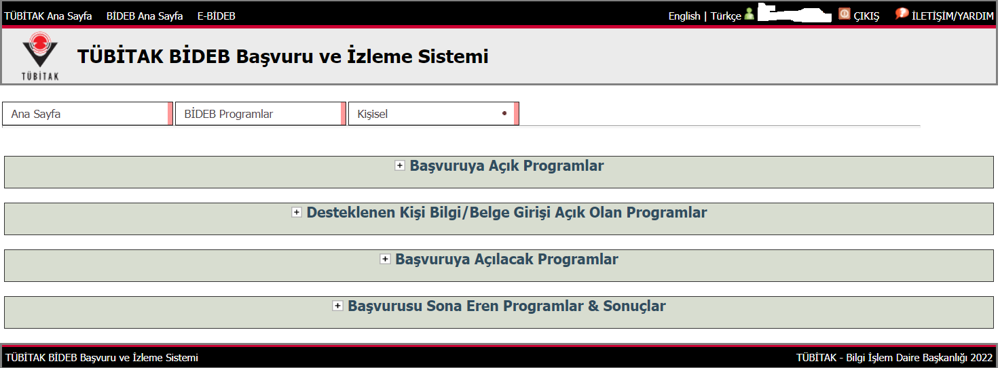 TÜBİTAK Ana Sayfa BİDEB Ana Sayfa E-BİDEB English | Türkçe ÇIKIŞ İLETİŞİM/YARDIM
TÜBİTAK
TÜBİTAK BİDEB Başvuru ve İzleme Sistemi
Ana Sayfa BİDEB Programlar Kişisel
Başvuruya Açık Programlar
Desteklenen Kişi Bilgi/Belge Girişi Açık Olan Programlar
Başvuruya Açılacak Programlar
Başvurusu Sona Eren Programlar & Sonuçlar
TÜBİTAK BİDEB Başvuru ve İzleme Sistemi TÜBİTAK - Bilgi İşlem Daire Başkanlığı 2022